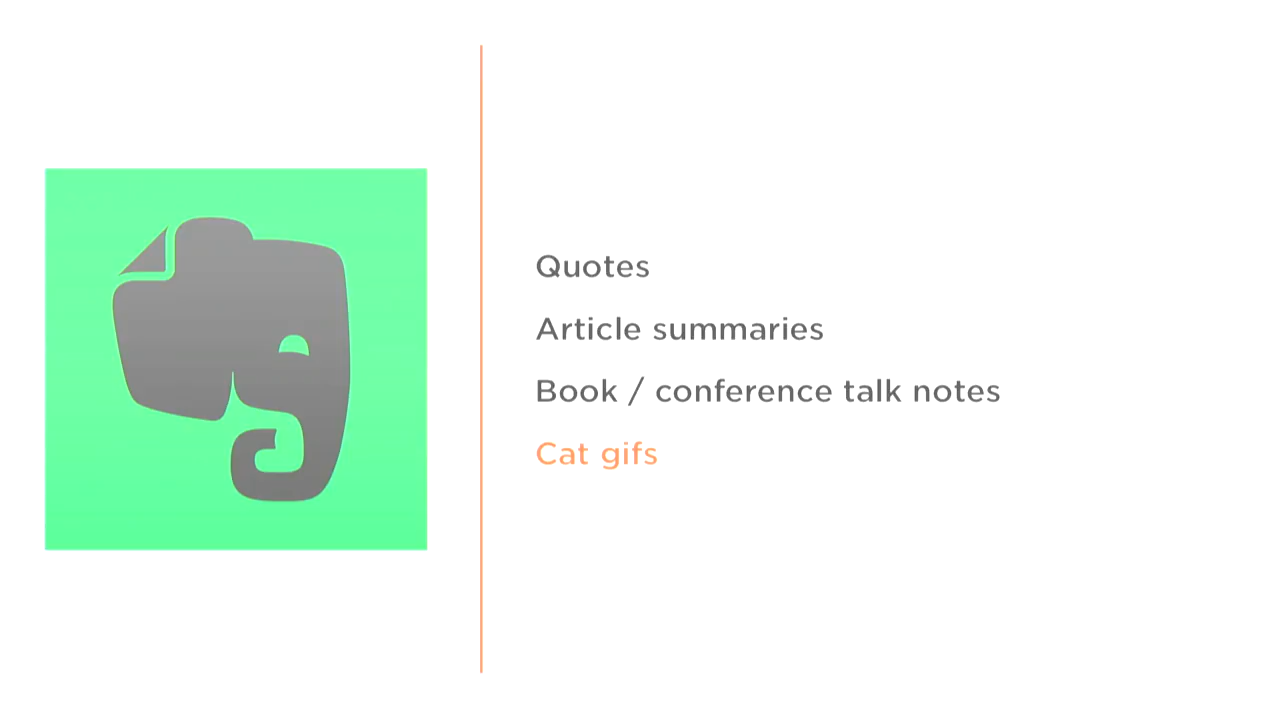 Quotes
Article summaries
Book / conference talk notes
Cat gifs